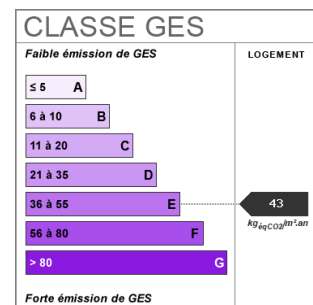 CLASSE GES
Faible émission de GES
LOGEMENT
≤ 5 A
6 à 10 B
11 à 20 C
21 à 35 D
36 à 55 E
43
kgéqCO2/m².an
56 à 80 F
> 80 G
Forte émission de GES